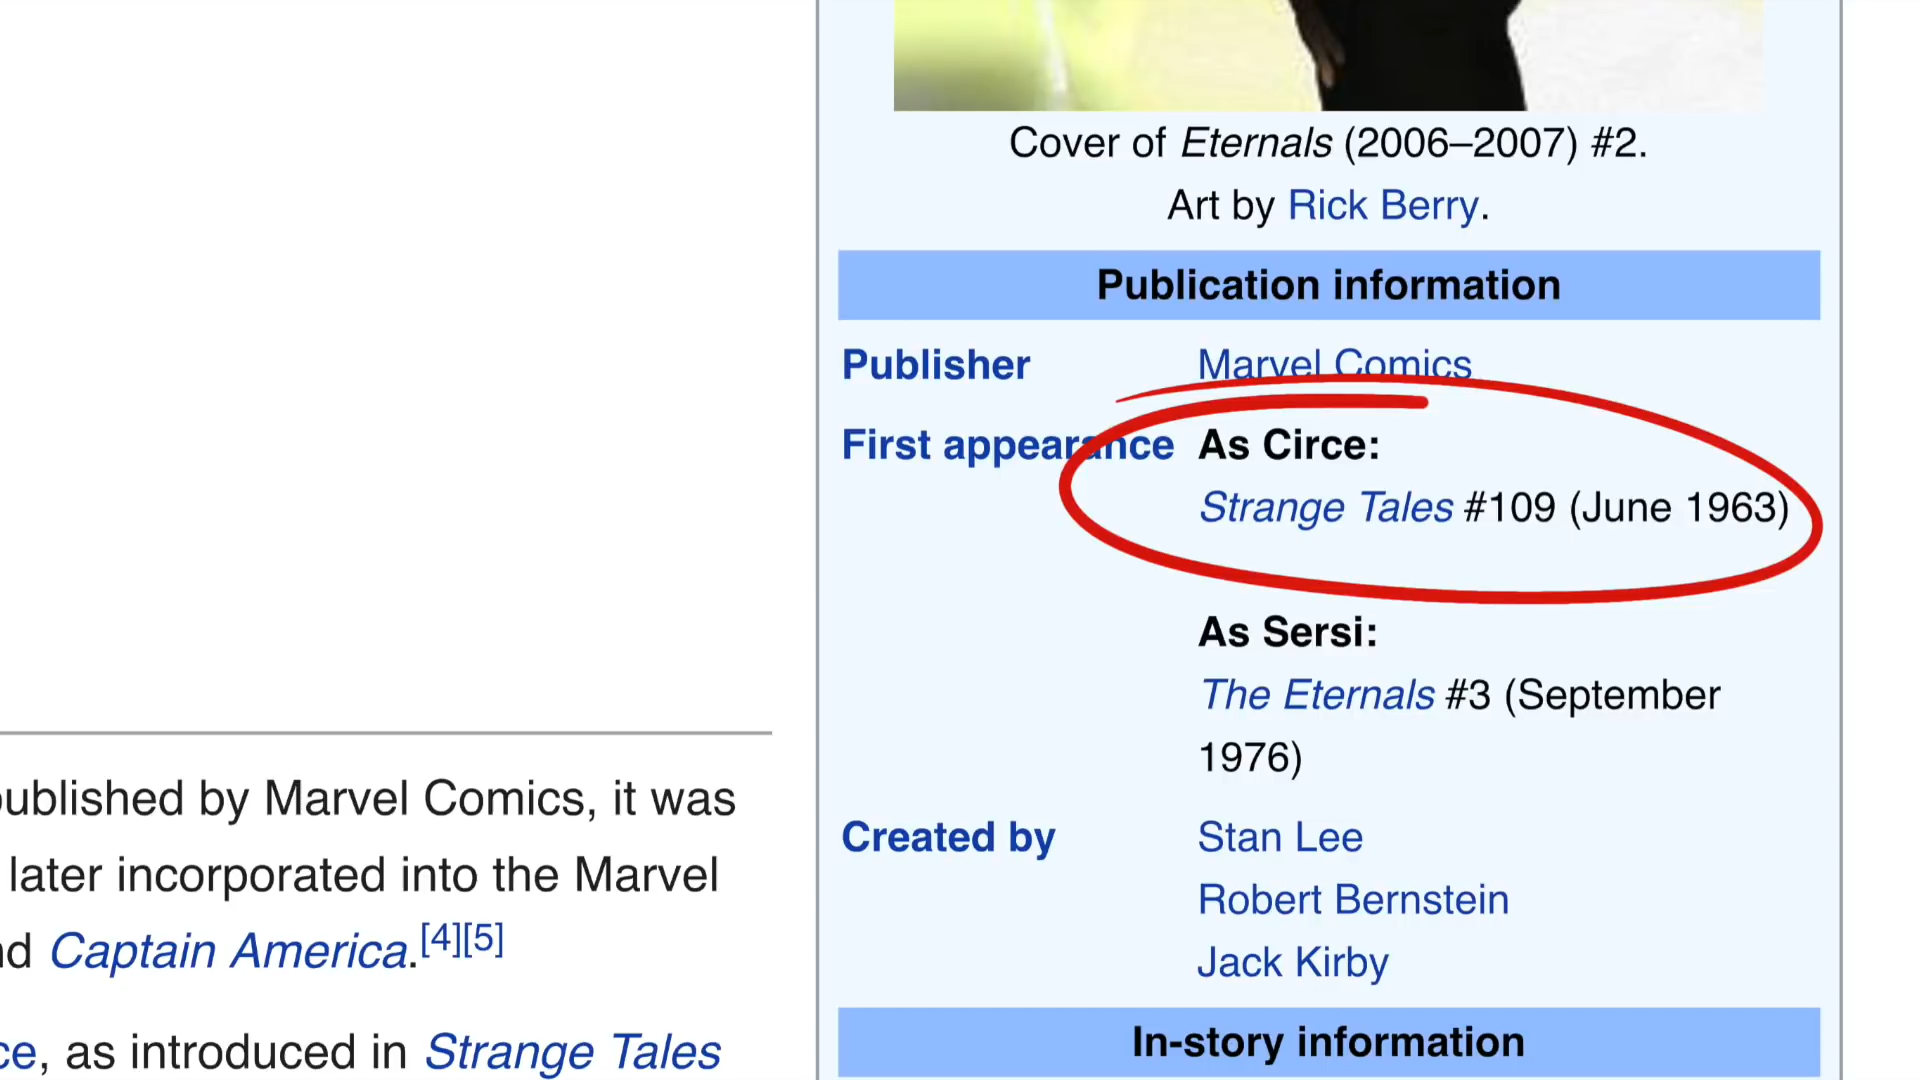 Cover of Eternals (2006–2007) #2.
Art by Rick Berry.
Publication information
Publisher Marvel Comics
First appearance As Circe:
Strange Tales #109 (June 1963)
As Sersi:
The Eternals #3 (September
1976)
Created by Stan Lee
Robert Bernstein
Jack Kirby
In-story information
published by Marvel Comics, it was
later incorporated into the Marvel
Captain America.[4][5]
as introduced in Strange Tales